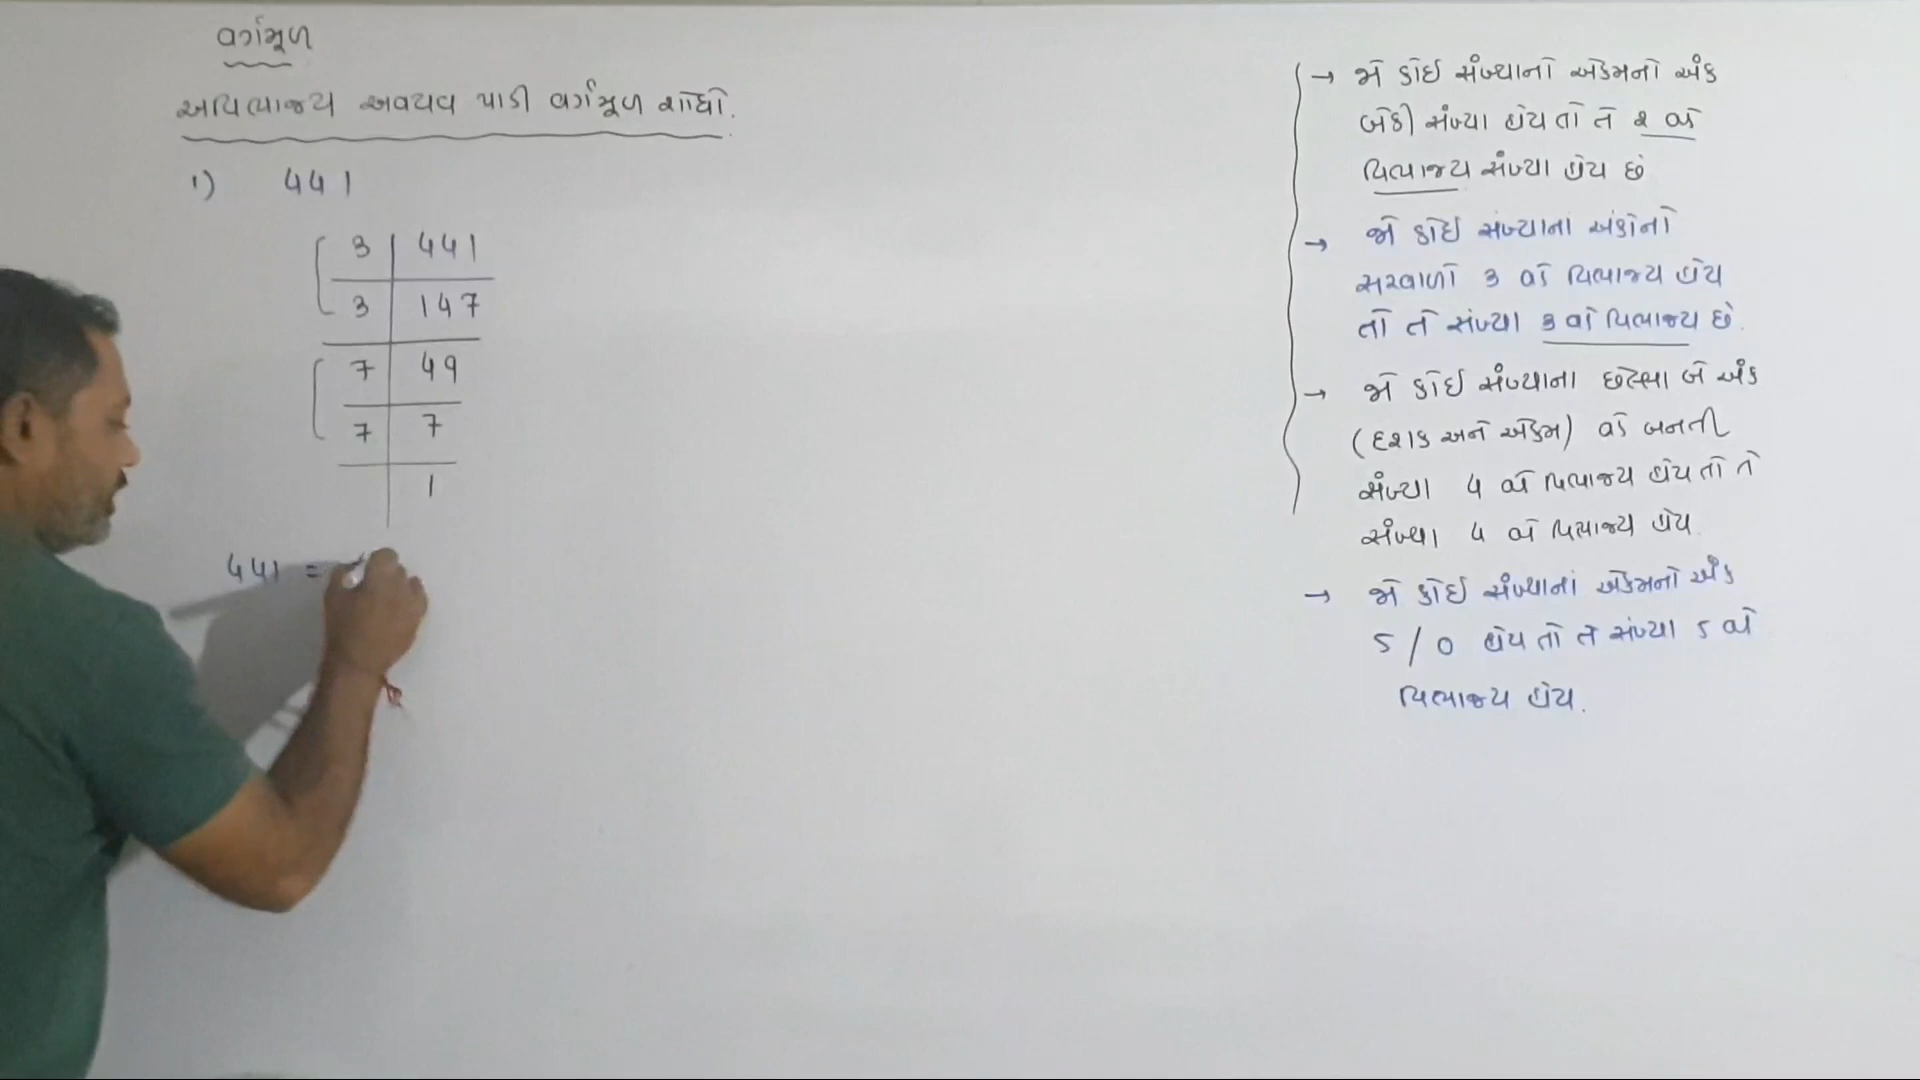 વર્ગમૂળ
અવિભાજ્ય અવયવ પાડી વર્ગમૂળ શોધો.
1) 441
3 | 441
3 | 147
7 | 49
7 | 7
1
441 =
→ જો કોઈ સંખ્યાનો એકમનો અંક
બેકી સંખ્યા હોય તો તે 2 વડે
વિભાજ્ય સંખ્યા હોય છે
→ જો કોઈ સંખ્યાનાં અંકોનો
સરવાળો 3 વડે વિભાજ્ય હોય
તો તે સંખ્યા 3 વડે વિભાજ્ય છે.
→ જો કોઈ સંખ્યાના છેલ્લા બે અંક
(દશક અને એકમ) વડે બનતી
સંખ્યા 4 વડે વિભાજ્ય હોય તો તે
સંખ્યા 4 વડે વિભાજ્ય હોય.
→ જો કોઈ સંખ્યાનાં એકમનો અંક
5 / 0 હોય તો તે સંખ્યા 5 વડે
વિભાજ્ય હોય.